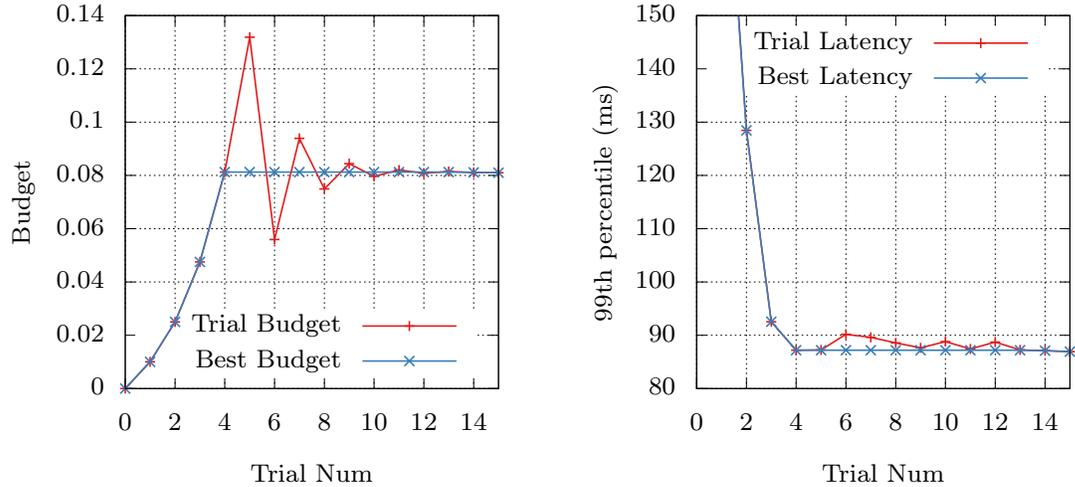 Budget
0.14
0.12
0.1
0.08
0.06
0.04
0.02
0
0 2 4 6 8 10 12 14
Trial Num
Trial Budget
Best Budget
99th percentile (ms)
150
140
130
120
110
100
90
80
0 2 4 6 8 10 12 14
Trial Num
Trial Latency
Best Latency